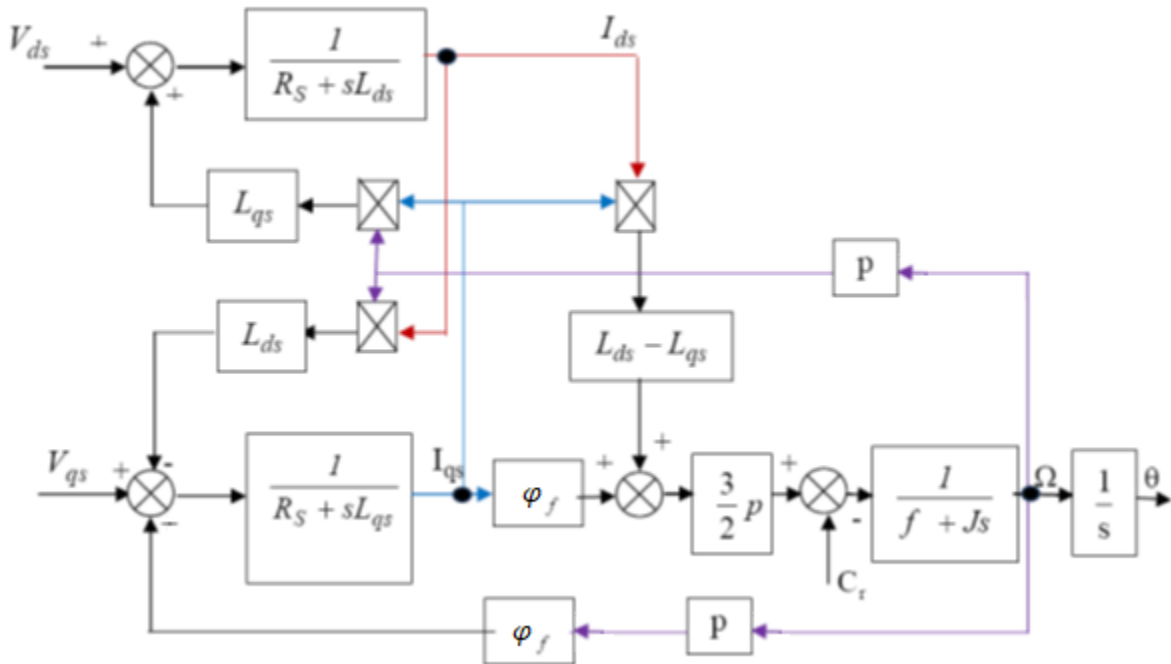 V_ds + +
1
R_S + sL_ds
I_ds
L_qs
p
L_ds
L_ds − L_qs
V_qs + - −
1
R_S + sL_qs
I_qs
φ_f
+ +
3
2
p
+ -
C_r
1
f + Js
Ω
1
s
θ
φ_f
p